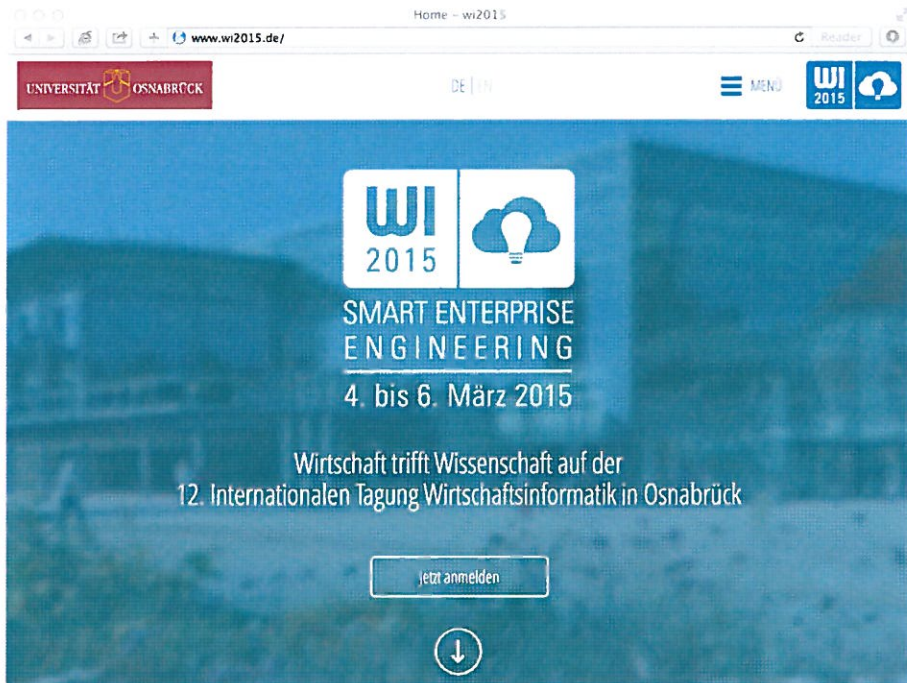 Home – wi2015
www.wi2015.de/
Reader
UNIVERSITÄT OSNABRÜCK
DE | EN
MENÜ
WI
2015
WI
2015
SMART ENTERPRISE
ENGINEERING
4. bis 6. März 2015
Wirtschaft trifft Wissenschaft auf der
12. Internationalen Tagung Wirtschaftsinformatik in Osnabrück
jetzt anmelden